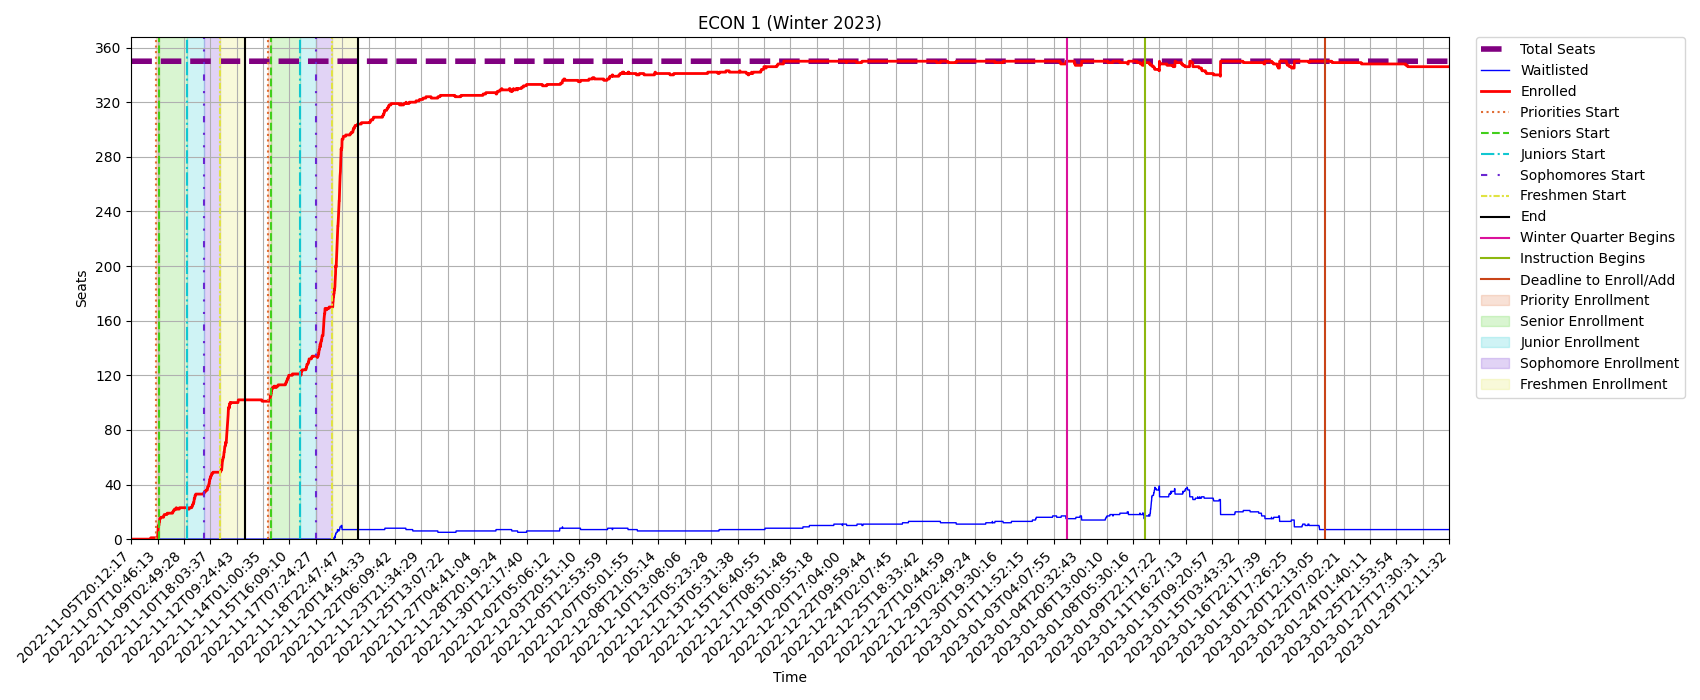 ECON 1 (Winter 2023)
Seats
360
320
280
240
200
160
120
80
40
0
2022-11-05T20:12:17
2022-11-07T10:46:13
2022-11-09T02:49:28
2022-11-10T18:03:37
2022-11-12T09:24:43
2022-11-14T01:00:35
2022-11-15T16:09:10
2022-11-17T07:24:27
2022-11-18T22:47:47
2022-11-20T14:54:33
2022-11-22T06:09:42
2022-11-23T21:34:29
2022-11-25T13:07:22
2022-11-27T04:41:04
2022-11-28T20:19:24
2022-11-30T12:17:40
2022-12-02T05:06:12
2022-12-03T20:51:10
2022-12-05T12:53:59
2022-12-07T05:01:55
2022-12-08T21:05:14
2022-12-10T13:08:06
2022-12-12T05:23:28
2022-12-13T05:31:38
2022-12-15T16:40:55
2022-12-17T08:51:48
2022-12-19T00:55:18
2022-12-20T17:04:00
2022-12-22T09:59:44
2022-12-24T02:07:45
2022-12-25T18:33:42
2022-12-27T10:44:59
2022-12-29T02:49:24
2022-12-30T19:30:16
2023-01-01T11:52:15
2023-01-03T04:07:55
2023-01-04T20:32:43
2023-01-06T13:00:10
2023-01-08T05:30:16
2023-01-09T22:17:22
2023-01-11T16:27:13
2023-01-13T09:20:57
2023-01-15T03:43:32
2023-01-16T22:17:39
2023-01-18T17:26:25
2023-01-20T12:13:05
2023-01-22T07:02:21
2023-01-24T01:40:11
2023-01-25T21:53:54
2023-01-27T17:30:31
2023-01-29T12:11:32
Time
Total Seats
Waitlisted
Enrolled
Priorities Start
Seniors Start
Juniors Start
Sophomores Start
Freshmen Start
End
Winter Quarter Begins
Instruction Begins
Deadline to Enroll/Add
Priority Enrollment
Senior Enrollment
Junior Enrollment
Sophomore Enrollment
Freshmen Enrollment